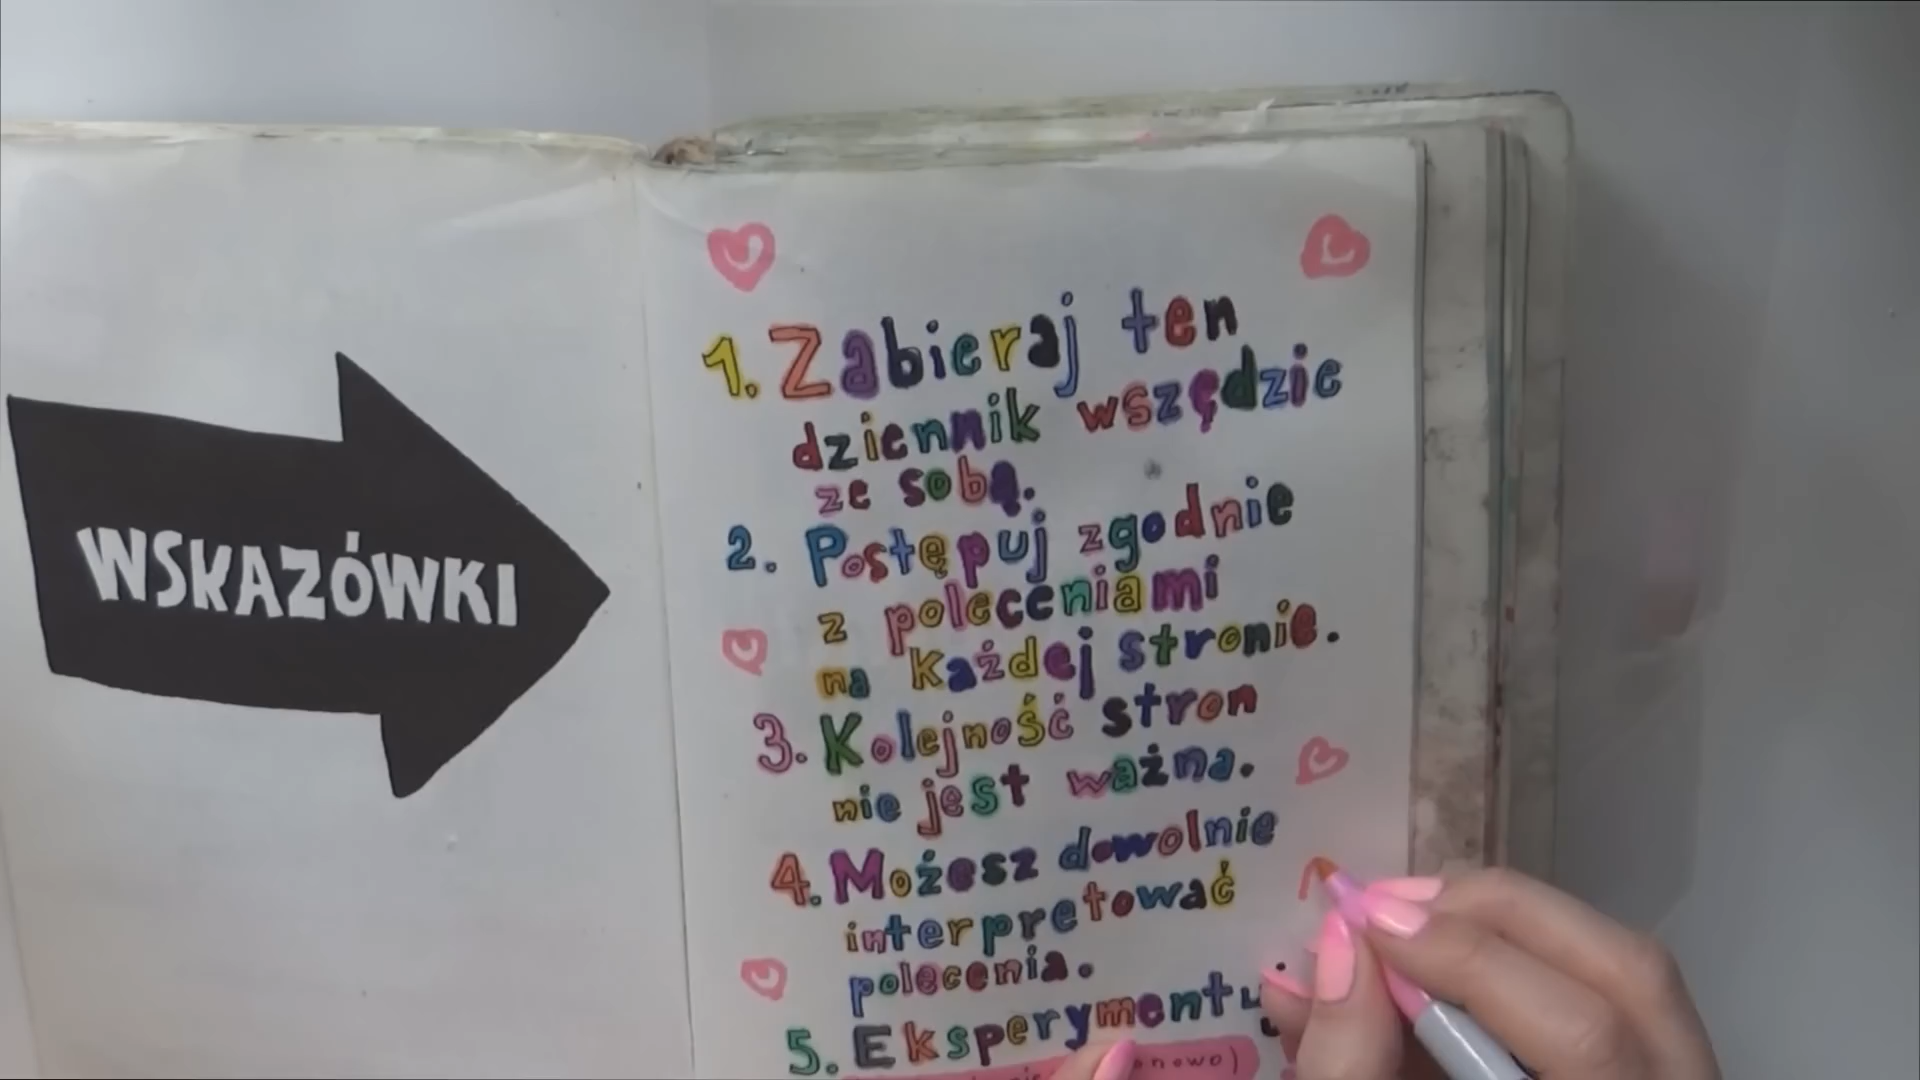 WSKAZÓWKI
1. Zabieraj ten
dziennik wszędzie
ze sobą.
2. Postępuj zgodnie
z poleceniami
na każdej stronie.
3. Kolejność stron
nie jest ważna.
4. Możesz dowolnie
interpretować
polecenia.
5. Eksperymentuj